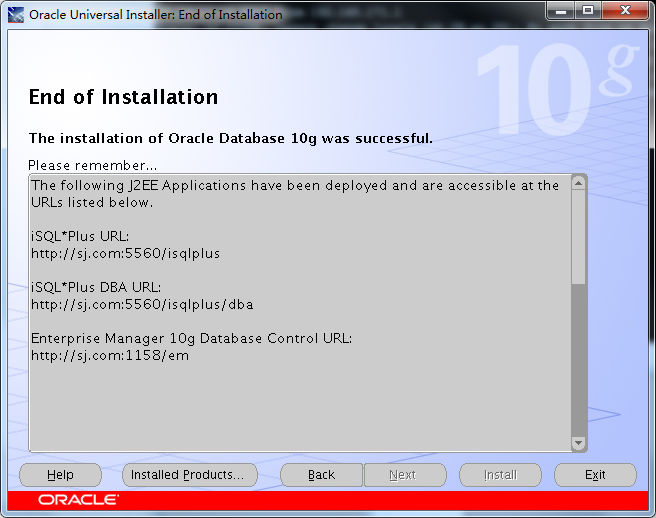 Oracle Universal Installer: End of Installation
10g
End of Installation
The installation of Oracle Database 10g was successful.
Please remember...
The following J2EE Applications have been deployed and are accessible at the
URLs listed below.
iSQL*Plus URL:
http://sj.com:5560/isqlplus
iSQL*Plus DBA URL:
http://sj.com:5560/isqlplus/dba
Enterprise Manager 10g Database Control URL:
http://sj.com:1158/em
Help
Installed Products...
Back
Next
Install
Exit
ORACLE